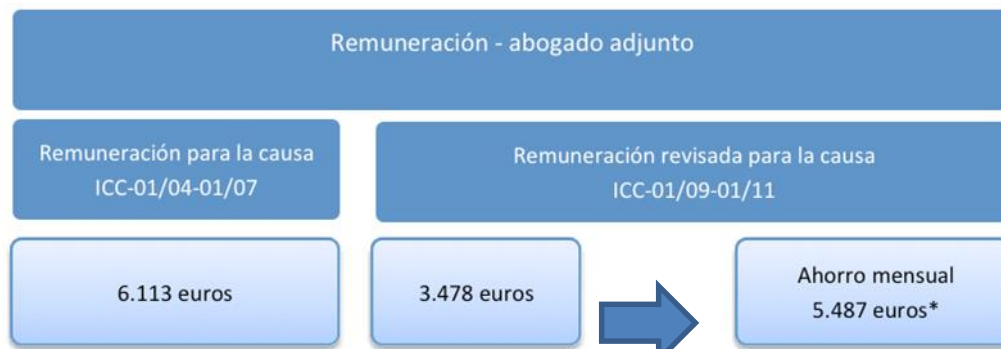 Remuneración - abogado adjunto
Remuneración para la causa
ICC-01/04-01/07
Remuneración revisada para la causa
ICC-01/09-01/11
6.113 euros
3.478 euros
Ahorro mensual
5.487 euros*